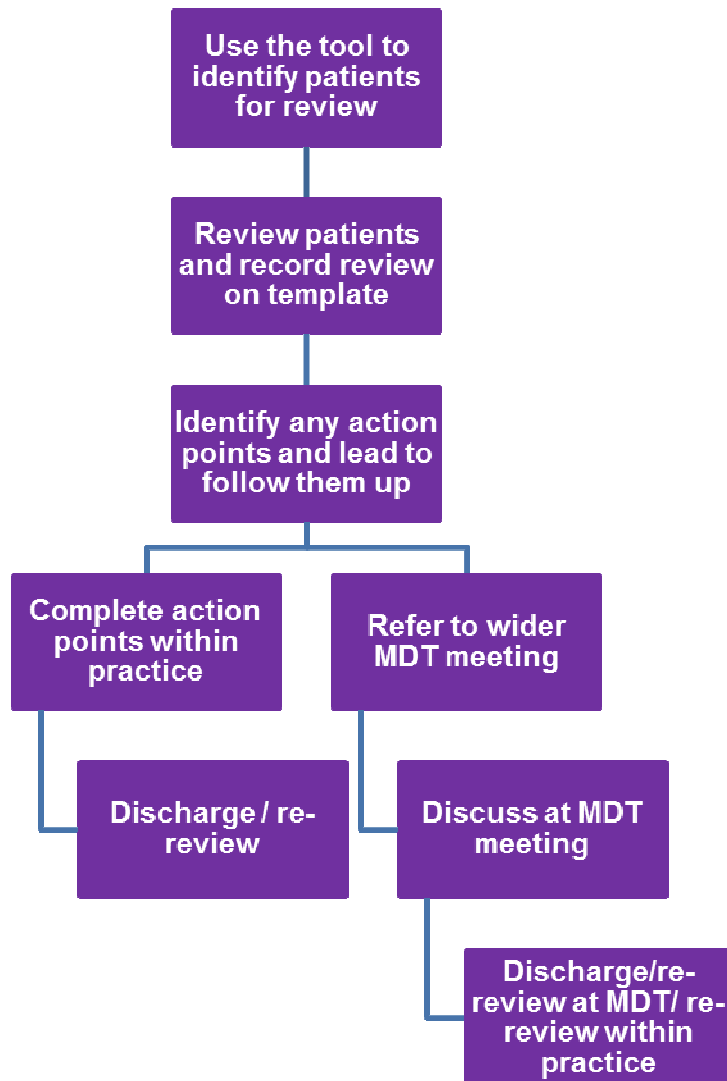 Use the tool to
identify patients
for review
Review patients
and record review
on template
Identify any action
points and lead to
follow them up
Complete action
points within
practice
Refer to wider
MDT meeting
Discharge / re-
review
Discuss at MDT
meeting
Discharge/re-
review at MDT/ re-
review within
practice